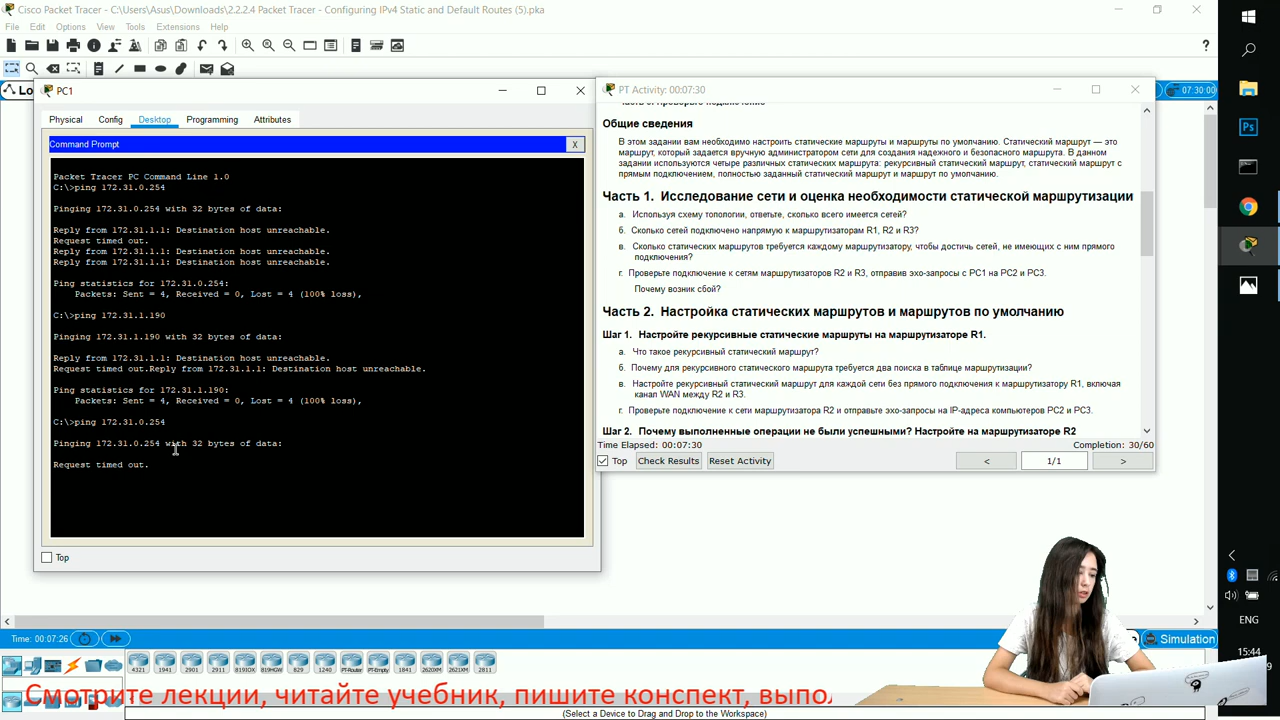 Cisco Packet Tracer - C:\Users\Asus\Downloads\2.2.2.4 Packet Tracer - Configuring IPv4 Static and Default Routes (5).pka
File Edit Options View Tools Extensions Help
?
Lo
07:30:00
PC1
Physical Config Desktop Programming Attributes
Command Prompt
X
Packet Tracer PC Command Line 1.0
C:\>ping 172.31.0.254
Pinging 172.31.0.254 with 32 bytes of data:
Reply from 172.31.1.1: Destination host unreachable.
Request timed out.
Reply from 172.31.1.1: Destination host unreachable.
Reply from 172.31.1.1: Destination host unreachable.
Ping statistics for 172.31.0.254:
Packets: Sent = 4, Received = 0, Lost = 4 (100% loss),
C:\>ping 172.31.1.190
Pinging 172.31.1.190 with 32 bytes of data:
Reply from 172.31.1.1: Destination host unreachable.
Request timed out.Reply from 172.31.1.1: Destination host unreachable.
Ping statistics for 172.31.1.190:
Packets: Sent = 4, Received = 0, Lost = 4 (100% loss),
C:\>ping 172.31.0.254
Pinging 172.31.0.254 with 32 bytes of data:
Request timed out.
Top
PT Activity: 00:07:30
Общие сведения
В этом задании вам необходимо настроить статические маршруты и маршруты по умолчанию. Статический маршрут — это
маршрут, который задается вручную администратором сети для создания надежного и безопасного маршрута. В данном
задании используются четыре различных статических маршрута: рекурсивный статический маршрут, статический маршрут с
прямым подключением, полностью заданный статический маршрут и маршрут по умолчанию.
Часть 1. Исследование сети и оценка необходимости статической маршрутизации
а. Используя схему топологии, ответьте, сколько всего имеется сетей?
б. Сколько сетей подключено напрямую к маршрутизаторам R1, R2 и R3?
в. Сколько статических маршрутов требуется каждому маршрутизатору, чтобы достичь сетей, не имеющих с ним прямого
подключения?
г. Проверьте подключение к сетям маршрутизаторов R2 и R3, отправив эхо-запросы с PC1 на PC2 и PC3.
Почему возник сбой?
Часть 2. Настройка статических маршрутов и маршрутов по умолчанию
Шаг 1. Настройте рекурсивные статические маршруты на маршрутизаторе R1.
а. Что такое рекурсивный статический маршрут?
б. Почему для рекурсивного статического маршрута требуется два поиска в таблице маршрутизации?
в. Настройте рекурсивный статический маршрут для каждой сети без прямого подключения к маршрутизатору R1, включая
канал WAN между R2 и R3.
г. Проверьте подключение к сети маршрутизатора R2 и отправьте эхо-запросы на IP-адреса компьютеров PC2 и PC3.
Шаг 2. Почему выполненные операции не были успешными? Настройте на маршрутизаторе R2
Time Elapsed: 00:07:30 Completion: 30/60
Top Check Results Reset Activity < 1/1 >
Time: 00:07:26
Simulation
4321 1941 2901 2911 819IOX 819HGW 829 1240 PT-Router PT-Empty 1841 2620XM 2621XM 2811
Смотрите лекции, читайте учебник, пишите конспект, выпол
(Select a Device to Drag and Drop to the Workspace)
Ps
ENG
15:44